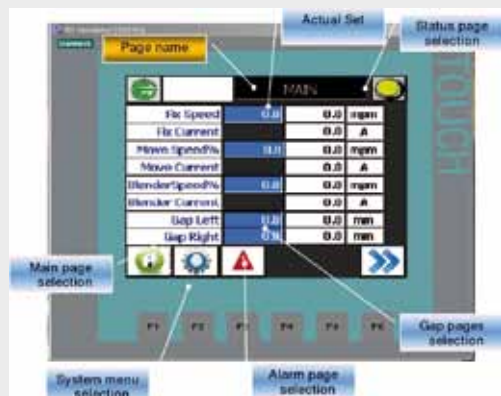 Actual Set
Status page
selection
Page name
SIEMENS
TOUCH
MAIN
Fix Speed 0.0 0.0 mpm
Fix Current 0.0 A
Move Speed% 0.0 0.0 mpm
Move Current 0.0 A
BlenderSpeed% 0.0 0.0 mpm
Blender Current 0.0 A
Gap Left 0.0 0.0 mm
Gap Right 0.0 0.0 mm
Main page
selection
Gap pages
selection
F1 F2 F3 F4 F5 F6
System menu
selection
Alarm page
selection